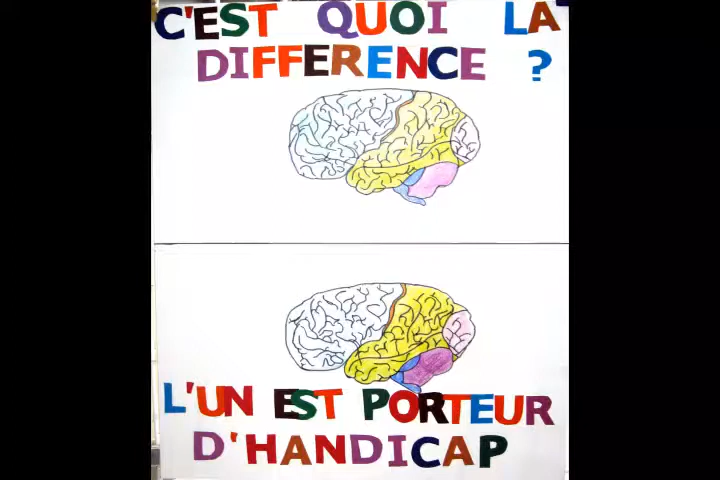 C'EST QUOI LA
DIFFERENCE ?
L'UN EST PORTEUR
D'HANDICAP